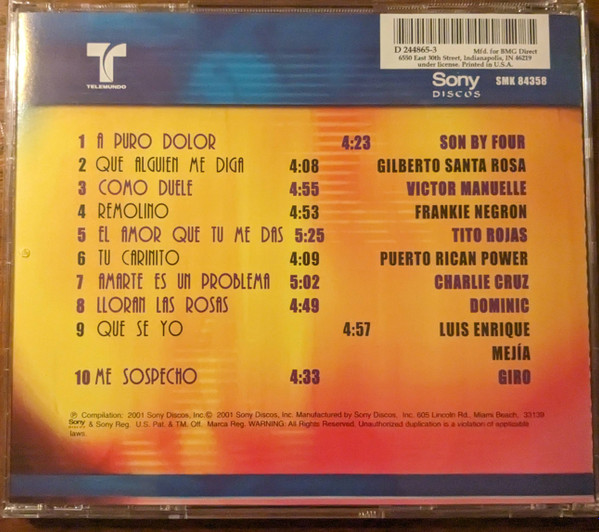 D 244865-3 Mfd. for BMG Direct
6550 East 30th Street, Indianapolis, IN 46219
under license. Printed in U.S.A.
T
TELEMUNDO
Sony
DISCOS
SMK 84358
1 A PURO DOLOR 4:23 SON BY FOUR
2 QUE ALGUIEN ME DIGA 4:08 GILBERTO SANTA ROSA
3 COMO DUELE 4:55 VICTOR MANUELLE
4 REMOLINO 4:53 FRANKIE NEGRON
5 EL AMOR QUE TU ME DAS 5:25 TITO ROJAS
6 TU CARINITO 4:09 PUERTO RICAN POWER
7 AMARTE ES UN PROBLEMA 5:02 CHARLIE CRUZ
8 LLORAN LAS ROSAS 4:49 DOMINIC
9 QUE SE YO 4:57 LUIS ENRIQUE
MEJÍA
10 ME SOSPECHO 4:33 GIRO
℗ Compilation: 2001 Sony Discos, Inc.© 2001 Sony Discos, Inc. Manufactured by Sony Discos, Inc. 605 Lincoln Rd., Miami Beach, 33139
Sony DISCOS & Sony Reg. U.S. Pat. & TM. Off. Marca Reg. WARNING: All Rights Reserved. Unauthorized duplication is a violation of applicable
laws.